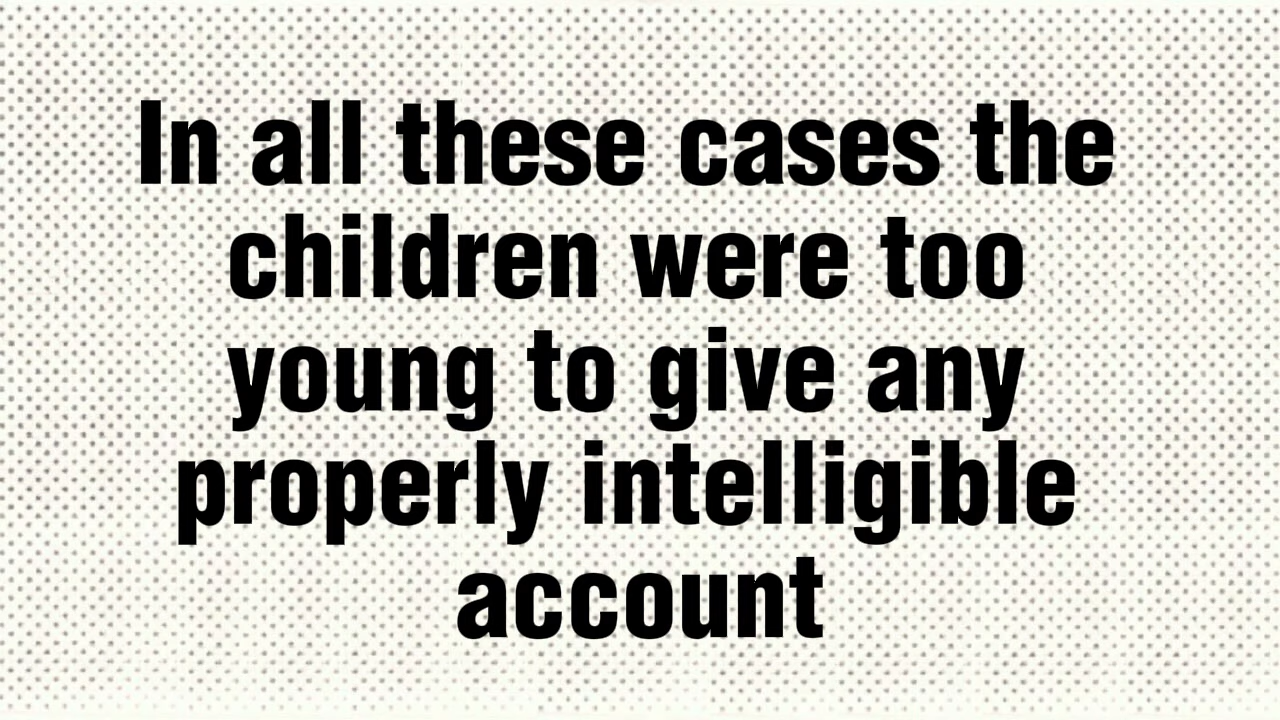 In all these cases the
children were too
young to give any
properly intelligible
account